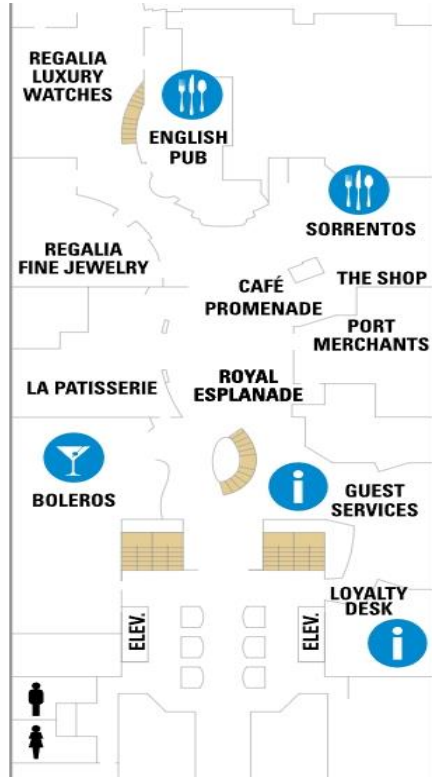 REGALIA
LUXURY
WATCHES
ENGLISH
PUB
SORRENTOS
REGALIA
FINE JEWELRY
CAFÉ
PROMENADE
THE SHOP
PORT
MERCHANTS
LA PATISSERIE
ROYAL
ESPLANADE
BOLEROS
i
GUEST
SERVICES
LOYALTY
DESK
i
ELEV.
ELEV.